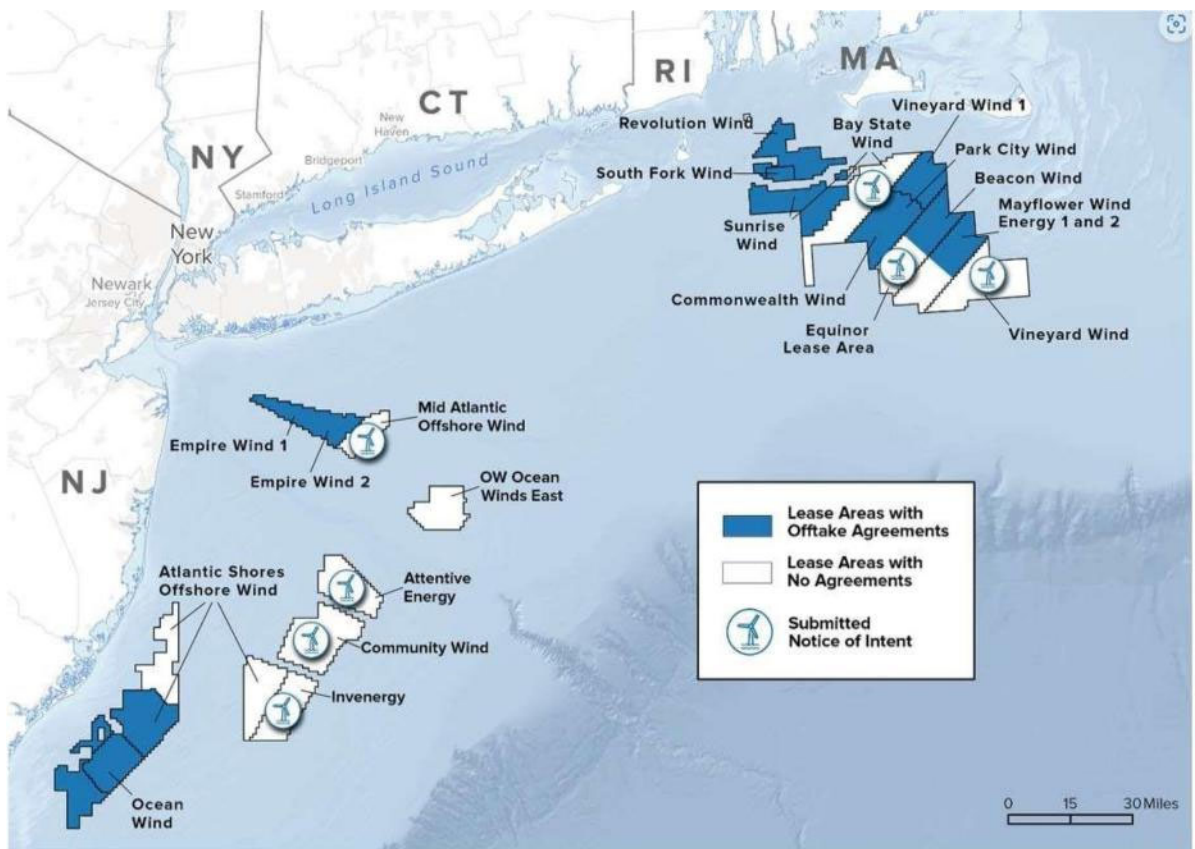 MA
RI
CT
NY
NJ
New
Haven
Bridgeport
Stamford
Long Island Sound
New
York
Newark
Jersey City
Revolution Wind
South Fork Wind
Sunrise
Wind
Bay State
Wind
Vineyard Wind 1
Park City Wind
Beacon Wind
Mayflower Wind
Energy 1 and 2
Commonwealth Wind
Equinor
Lease Area
Vineyard Wind
Mid Atlantic
Offshore Wind
Empire Wind 1
Empire Wind 2
OW Ocean
Winds East
Atlantic Shores
Offshore Wind
Attentive
Energy
Community Wind
Invenergy
Ocean
Wind
Lease Areas with
Offtake Agreements
Lease Areas with
No Agreements
Submitted
Notice of Intent
0 15 30 Miles